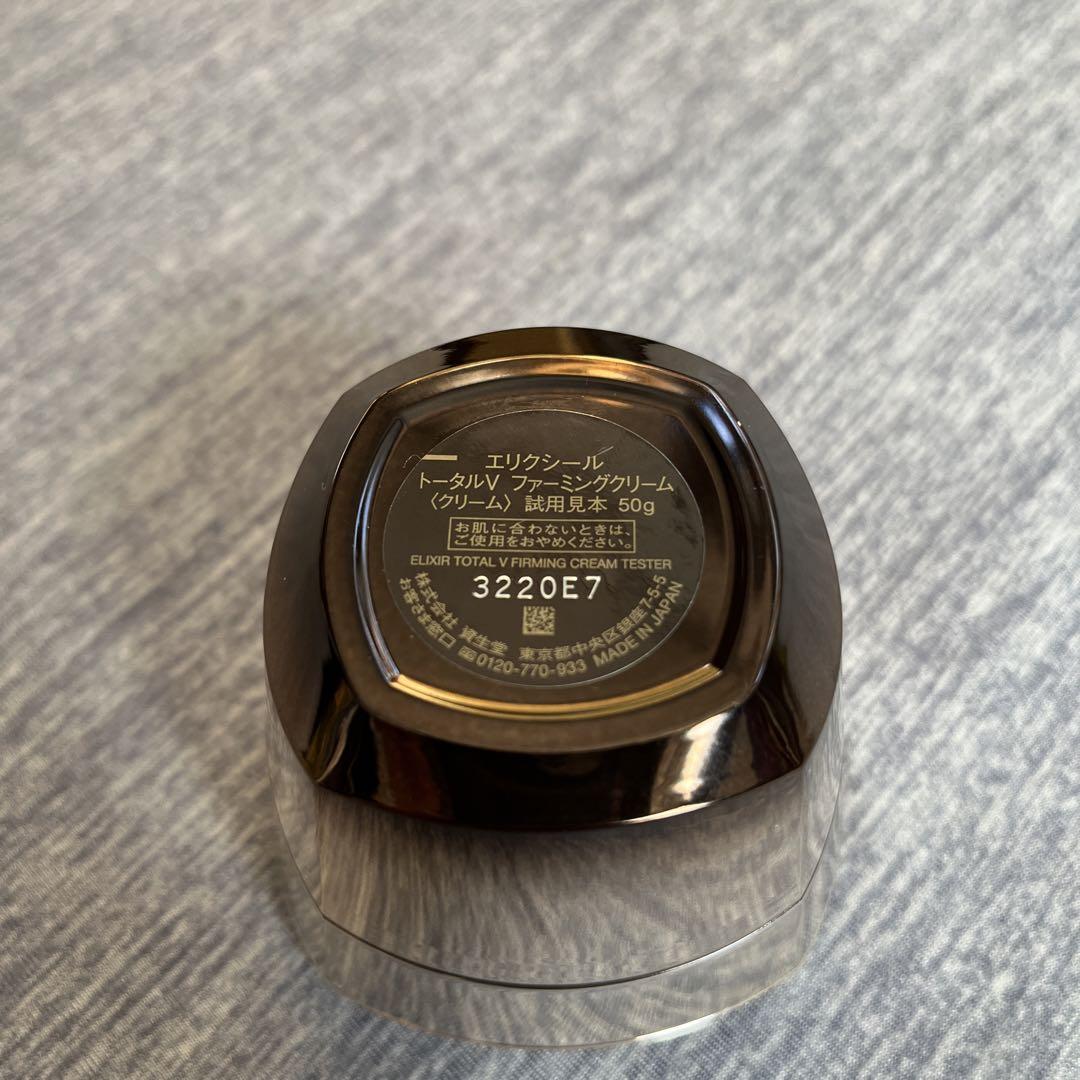 エリクシール
トータルV ファーミングクリーム
〈クリーム〉 試用見本 50g
お肌に合わないときは、
ご使用をおやめください。
ELIXIR TOTAL V FIRMING CREAM TESTER
3220E7
株式会社 資生堂 東京都中央区銀座7-5-5
お客さま窓口 0120-770-933 MADE IN JAPAN